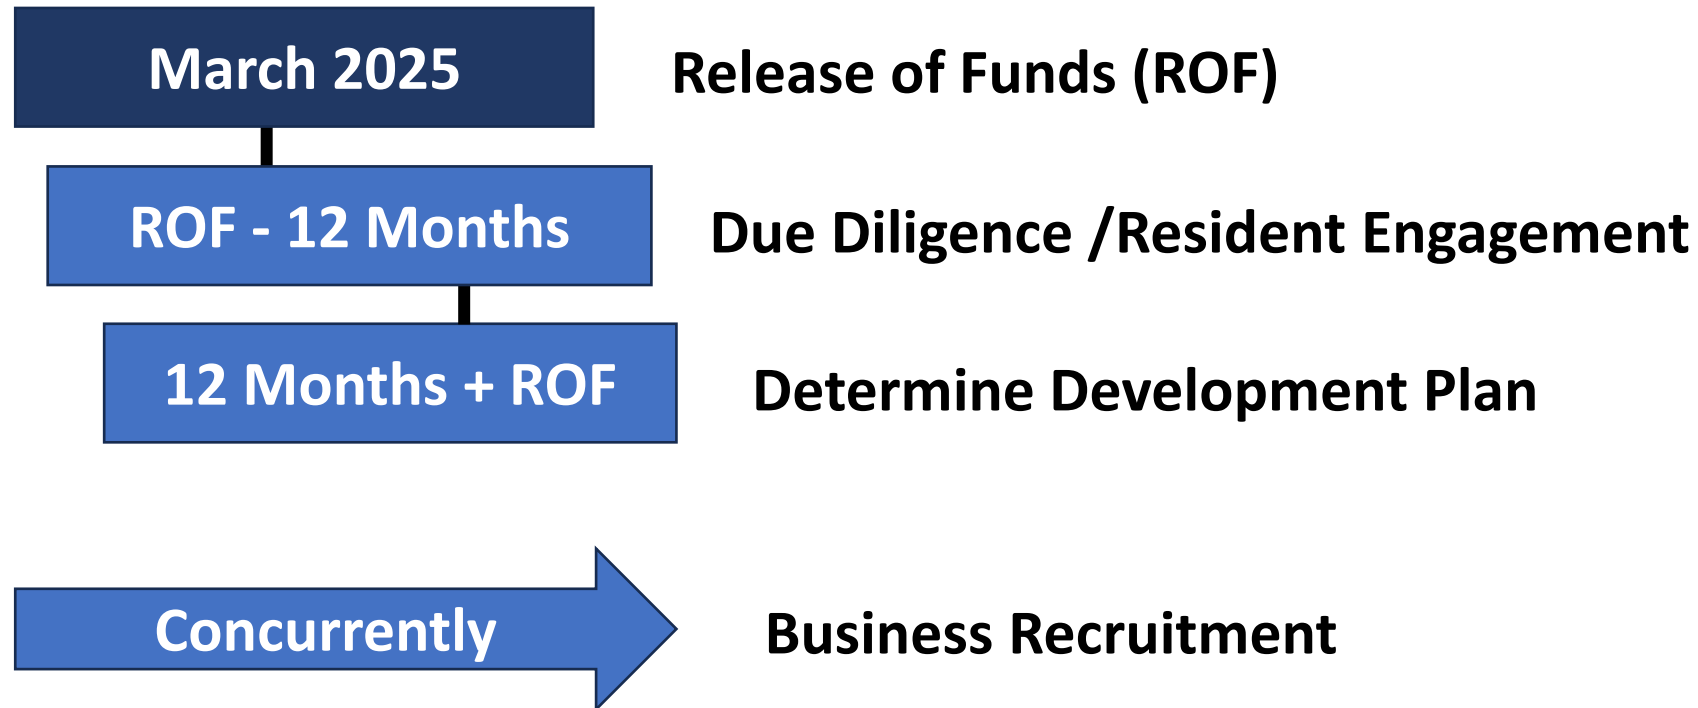 March 2025
Release of Funds (ROF)
ROF - 12 Months
Due Diligence /Resident Engagement
12 Months + ROF
Determine Development Plan
Concurrently
Business Recruitment